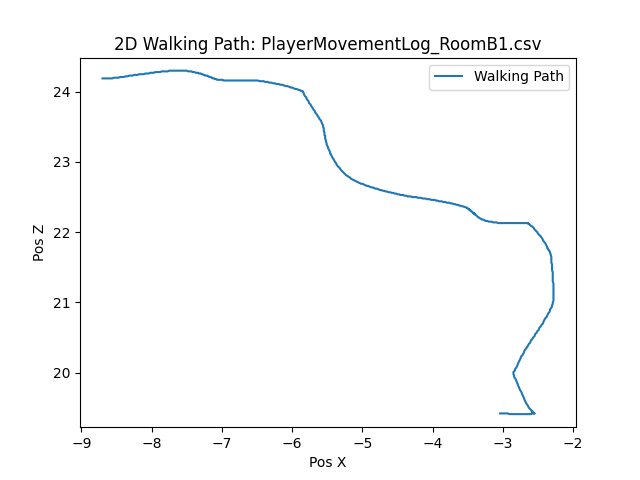 2D Walking Path: PlayerMovementLog_RoomB1.csv
Walking Path
24
23
22
21
20
Pos Z
−9 −8 −7 −6 −5 −4 −3 −2
Pos X